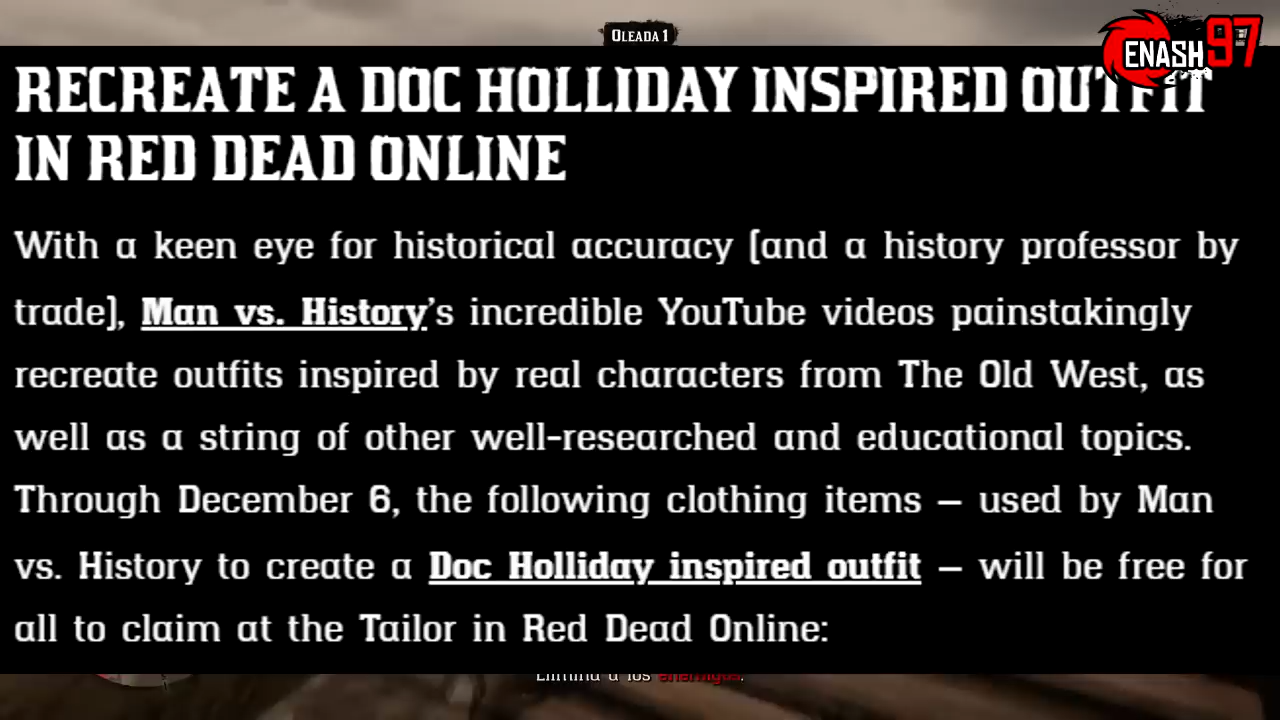 OLEADA 1
ENASH97
RECREATE A DOC HOLLIDAY INSPIRED OUTFIT
IN RED DEAD ONLINE
With a keen eye for historical accuracy (and a history professor by
trade), Man vs. History's incredible YouTube videos painstakingly
recreate outfits inspired by real characters from The Old West, as
well as a string of other well-researched and educational topics.
Through December 6, the following clothing items – used by Man
vs. History to create a Doc Holliday inspired outfit – will be free for
all to claim at the Tailor in Red Dead Online:
Elimina a los enemigos.